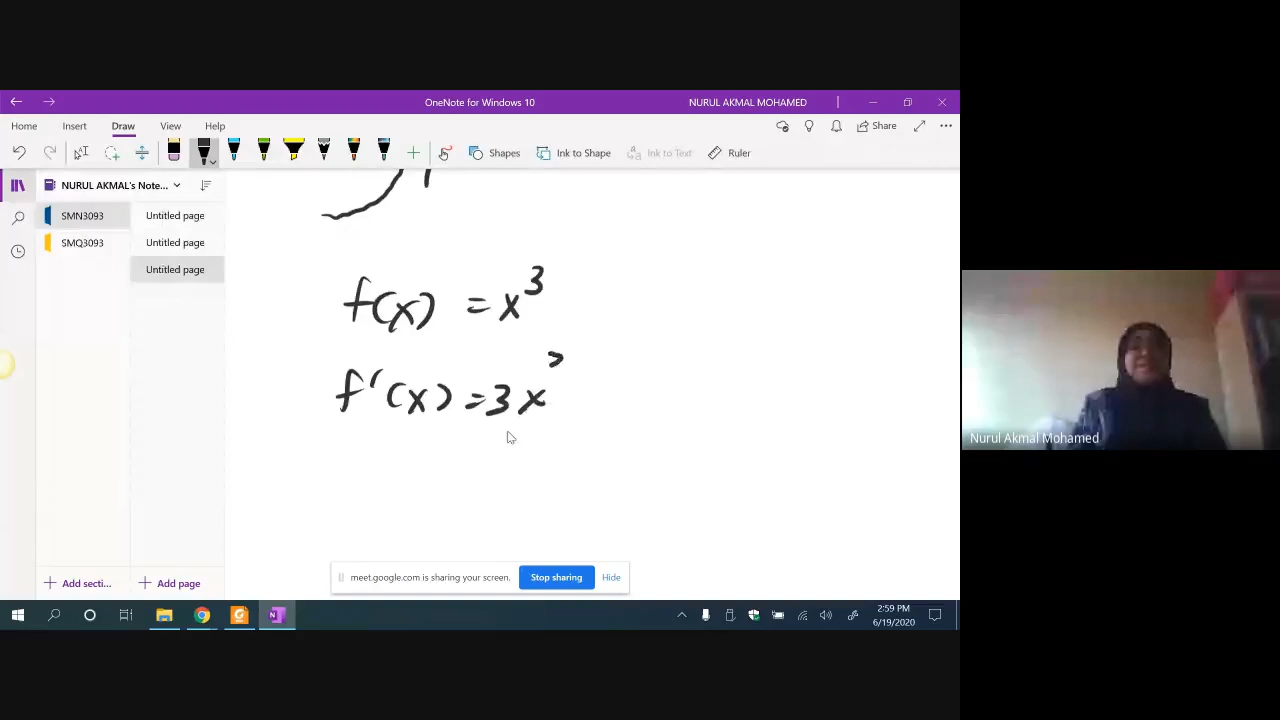 OneNote for Windows 10
NURUL AKMAL MOHAMED
Home Insert Draw View Help
Share
Shapes Ink to Shape Ink to Text Ruler
NURUL AKMAL's Note...
SMN3093
SMQ3093
Untitled page
Untitled page
Untitled page
f(x) = x³
f'(x) = 3x
Nurul Akmal Mohamed
meet.google.com is sharing your screen. Stop sharing Hide
Add secti... Add page
2:59 PM
6/19/2020